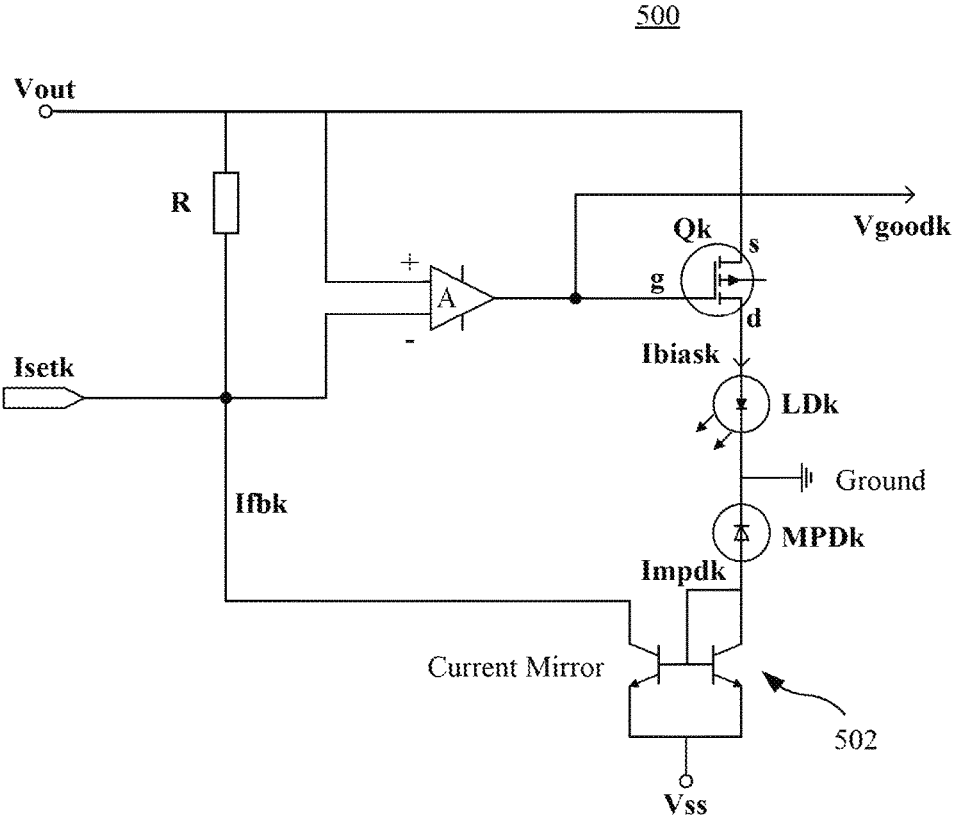 500
Vout
R
Vgoodk
Qk
s
+
g
A
d
-
Isetk
Ibiask
LDk
Ground
Ifbk
MPDk
Impdk
Current Mirror
502
Vss